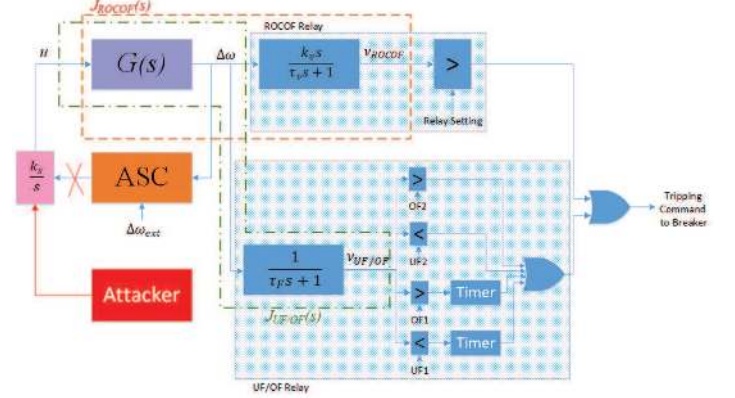 J_ROCOF(s)
ROCOF Relay
u
G(s)
Δω
k_v s
τ_v s + 1
v_ROCOF
>
Relay Setting
k_s
s
ASC
Δω_ext
Attacker
1
τ_F s + 1
v_UF/OF
J_UF/OF(s)
>
OF2
<
UF2
>
OF1
Timer
<
UF1
Timer
Tripping
Command
to Breaker
UF/OF Relay